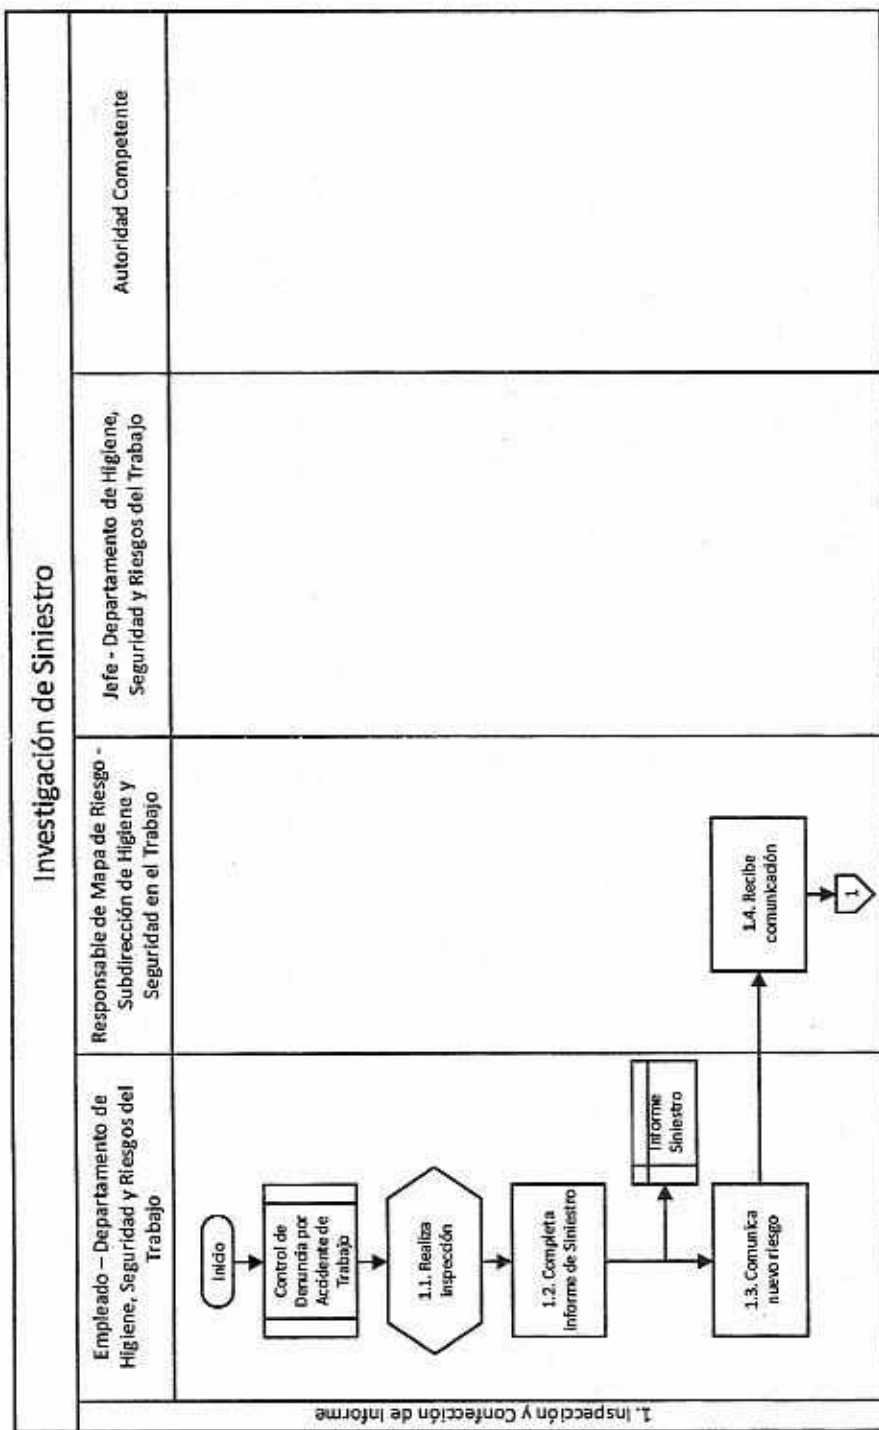 Investigación de Siniestro
Empleado – Departamento de
Higiene, Seguridad y Riesgos del
Trabajo
Responsable de Mapa de Riesgo -
Subdirección de Higiene y
Seguridad en el Trabajo
Jefe - Departamento de Higiene,
Seguridad y Riesgos del Trabajo
Autoridad Competente
1. Inspección y Confección de Informe
Inicio
Control de
Denuncia por
Accidente de
Trabajo
1.1. Realiza
inspección
1.2. Completa
informe de Siniestro
Informe
Siniestro
1.3. Comunica
nuevo riesgo
1.4. Recibe
comunicación
1